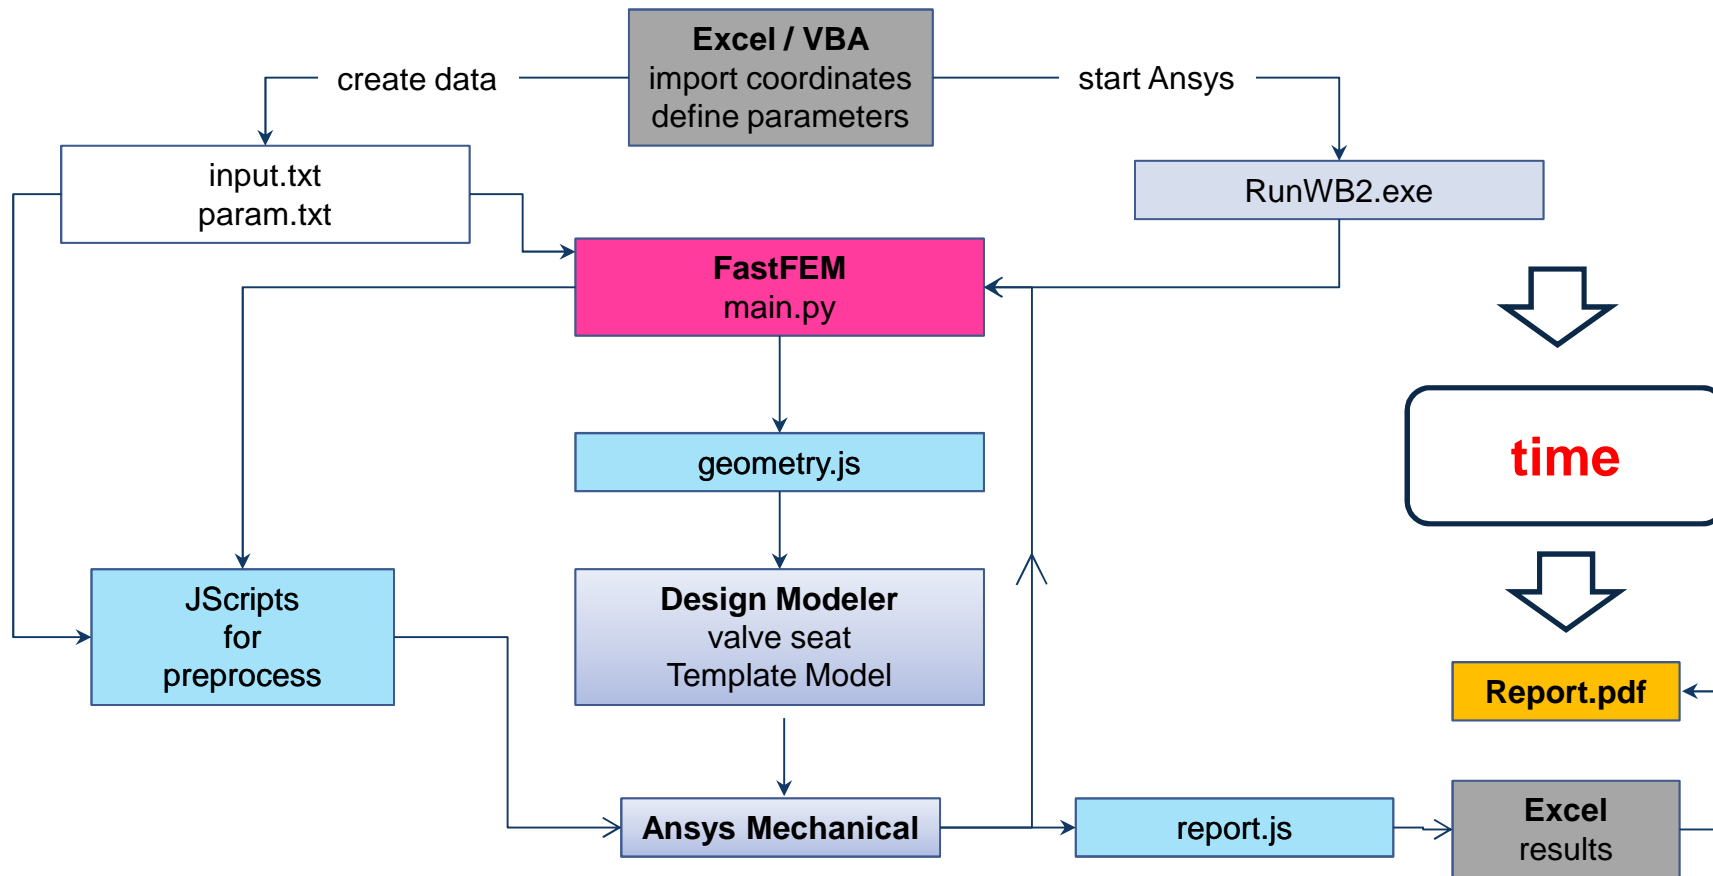 Excel / VBA
import coordinates
define parameters
create data
start Ansys
input.txt
param.txt
RunWB2.exe
FastFEM
main.py
geometry.js
time
JScripts
for
preprocess
Design Modeler
valve seat
Template Model
Report.pdf
Ansys Mechanical
report.js
Excel
results